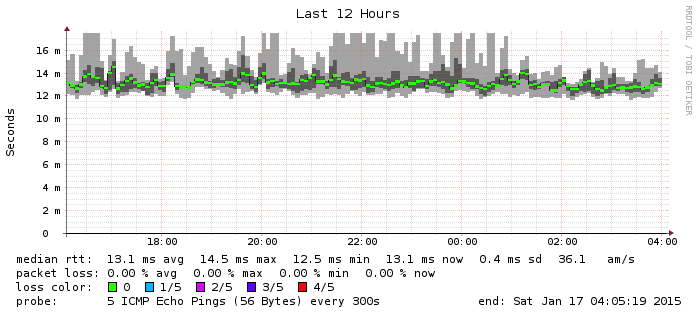 Last 12 Hours
RRDTOOL / TOBI OETIKER
Seconds
16 m
14 m
12 m
10 m
8 m
6 m
4 m
2 m
0
18:00 20:00 22:00 00:00 02:00 04:00
median rtt: 13.1 ms avg 14.5 ms max 12.5 ms min 13.1 ms now 0.4 ms sd 36.1 am/s
packet loss: 0.00 % avg 0.00 % max 0.00 % min 0.00 % now
loss color: 0 1/5 2/5 3/5 4/5
probe: 5 ICMP Echo Pings (56 Bytes) every 300s end: Sat Jan 17 04:05:19 2015